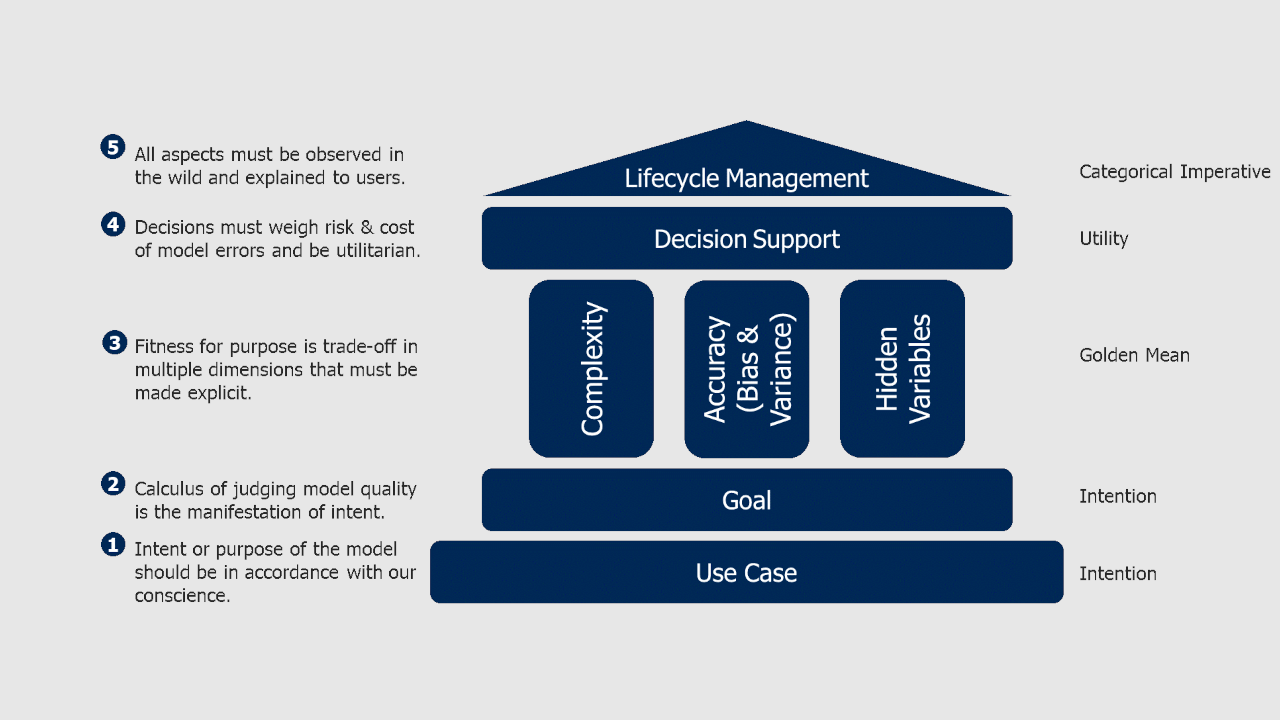 5
All aspects must be observed in
the wild and explained to users.
Lifecycle Management
Categorical Imperative
4
Decisions must weigh risk & cost
of model errors and be utilitarian.
Decision Support
Utility
3
Fitness for purpose is trade-off in
multiple dimensions that must be
made explicit.
Complexity
Accuracy
(Bias &
Variance)
Hidden
Variables
Golden Mean
2
Calculus of judging model quality
is the manifestation of intent.
Goal
Intention
1
Intent or purpose of the model
should be in accordance with our
conscience.
Use Case
Intention